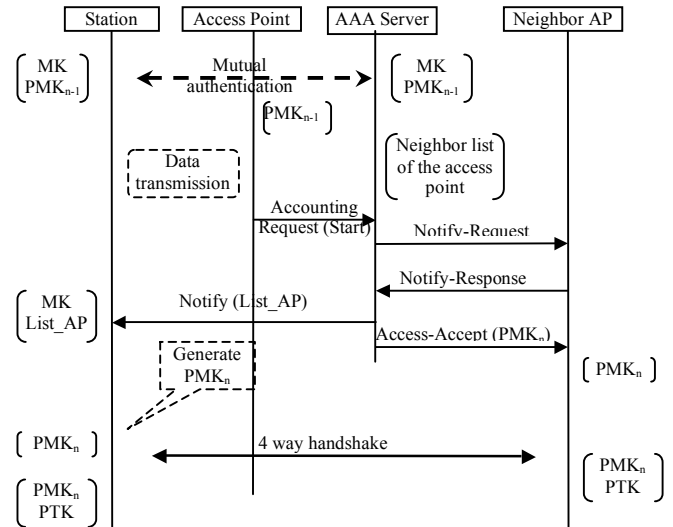 Station
Access Point
AAA Server
Neighbor AP
MK
PMKn-1
Mutual
authentication
MK
PMKn-1
PMKn-1
Data
transmission
Neighbor list
of the access
point
Accounting
Request (Start)
Notify-Request
Notify-Response
MK
List_AP
Notify (List_AP)
Access-Accept (PMKn)
Generate
PMKn
PMKn
PMKn
4 way handshake
PMKn
PTK
PMKn
PTK